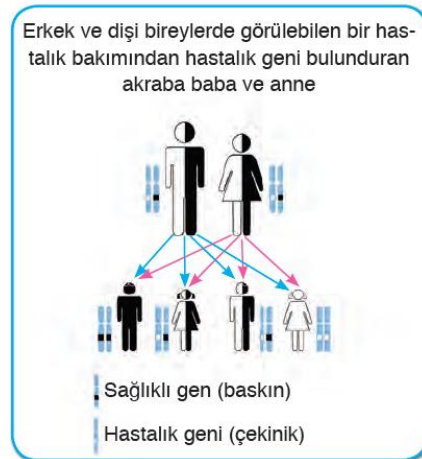 Erkek ve dişi bireylerde görülebilen bir has-
talık bakımından hastalık geni bulunduran
akraba baba ve anne
Sağlıklı gen (baskın)
Hastalık geni (çekinik)